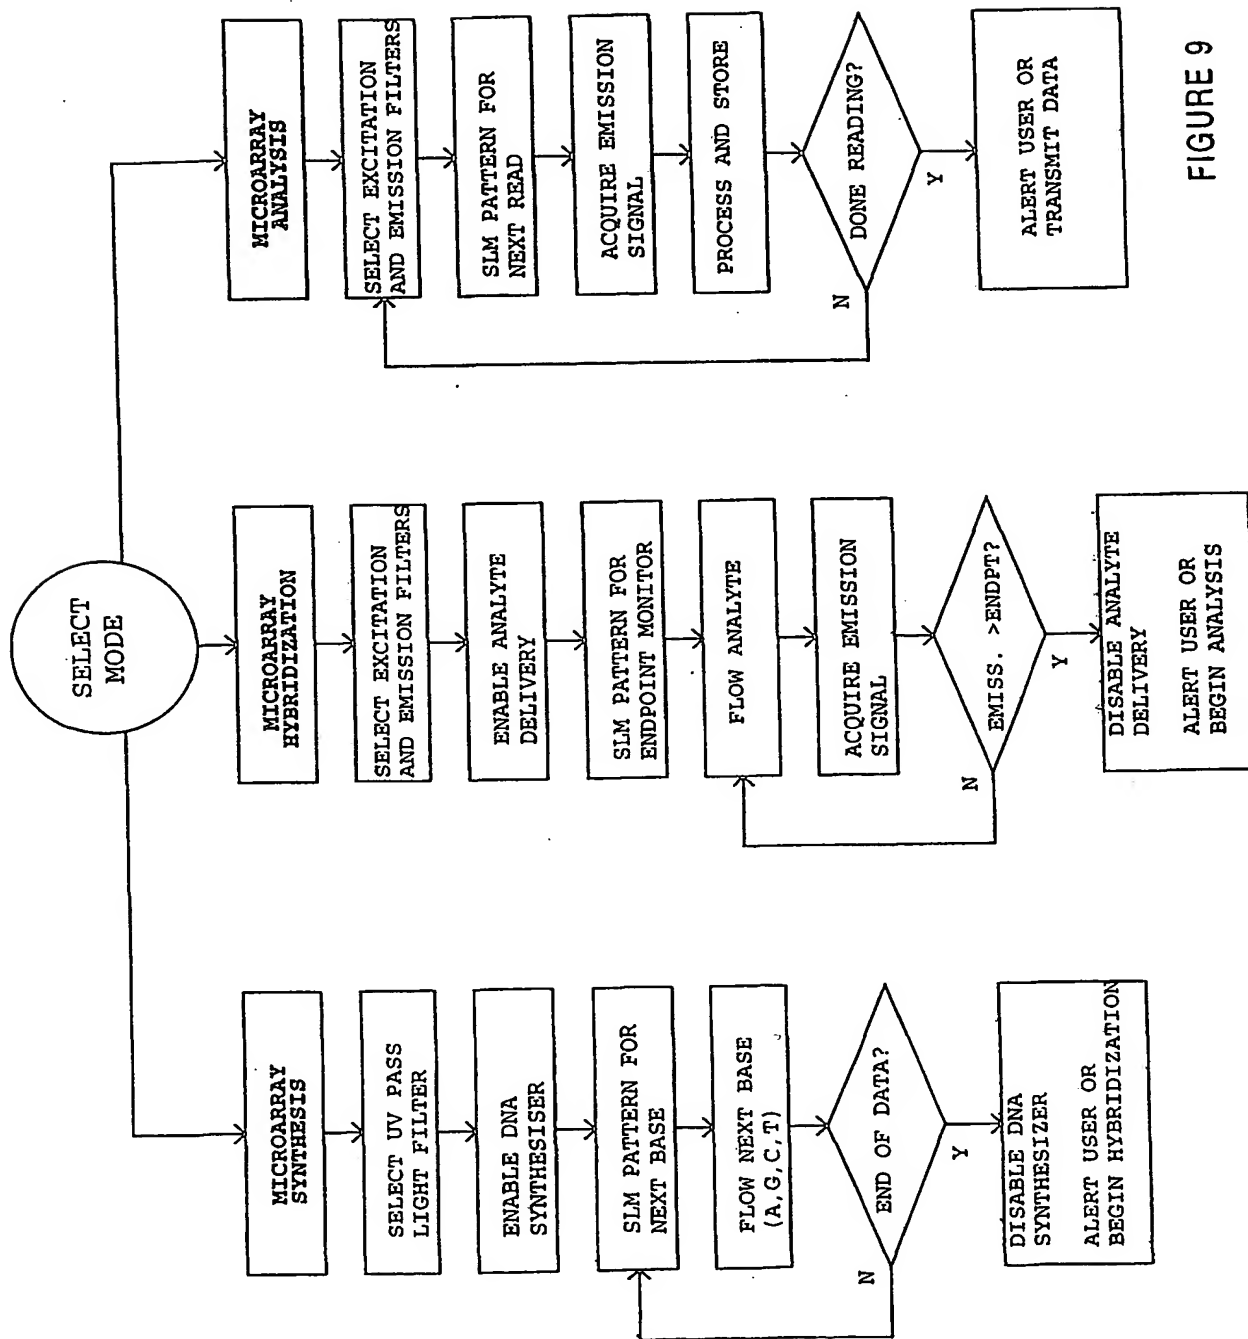 SELECT
MODE
MICROARRAY
SYNTHESIS
SELECT UV PASS
LIGHT FILTER
ENABLE DNA
SYNTHESISER
SLM PATTERN FOR
NEXT BASE
FLOW NEXT BASE
(A,G,C,T)
END OF DATA?
N
Y
DISABLE DNA
SYNTHESIZER
ALERT USER OR
BEGIN HYBRIDIZATION
MICROARRAY
HYBRIDIZATION
SELECT EXCITATION
AND EMISSION FILTERS
ENABLE ANALYTE
DELIVERY
SLM PATTERN FOR
ENDPOINT MONITOR
FLOW ANALYTE
ACQUIRE EMISSION
SIGNAL
EMISS. >ENDPT?
N
Y
DISABLE ANALYTE
DELIVERY
ALERT USER OR
BEGIN ANALYSIS
MICROARRAY
ANALYSIS
SELECT EXCITATION
AND EMISSION FILTERS
SLM PATTERN FOR
NEXT READ
ACQUIRE EMISSION
SIGNAL
PROCESS AND STORE
DONE READING?
N
Y
ALERT USER OR
TRANSMIT DATA
FIGURE 9